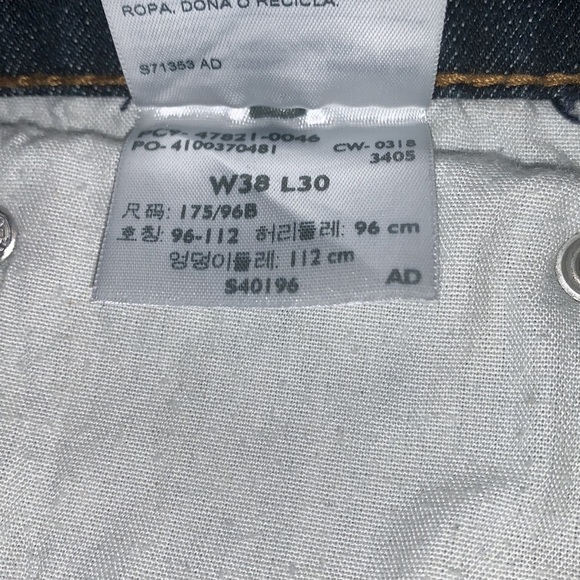 ROPA, DONA O RECICLA.
S71353 AD
PC9- 47821-0046
PO- 4100370481
CW- 0318
3405
W38 L30
尺码: 175/96B
호칭: 96-112 허리둘레: 96 cm
엉덩이둘레: 112 cm
S40196
AD